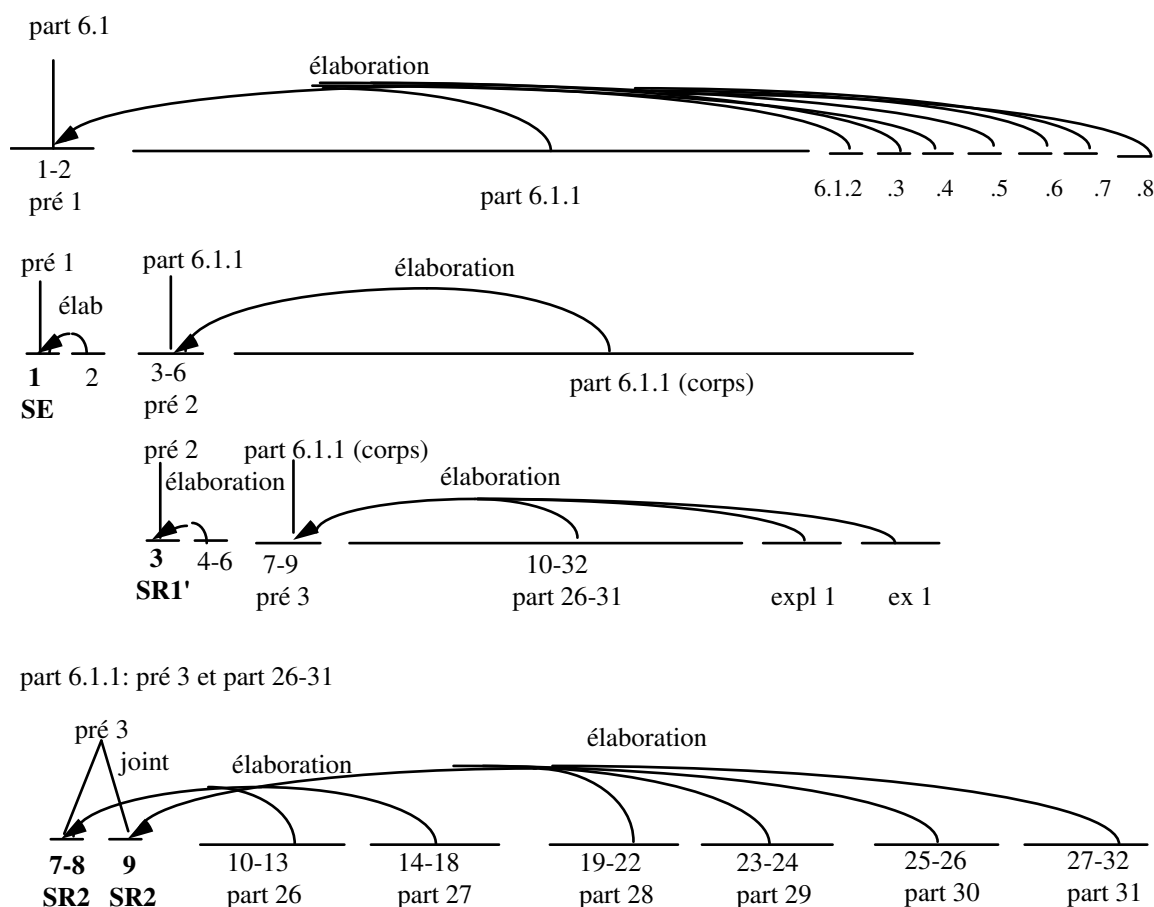 part 6.1
élaboration
1-2
pré 1
part 6.1.1
6.1.2 .3 .4 .5 .6 .7 .8
pré 1 part 6.1.1 élaboration
élab
1 2 3-6 part 6.1.1 (corps)
SE pré 2
pré 2 part 6.1.1 (corps)
élaboration élaboration
3 4-6 7-9 10-32
SR1' pré 3 part 26-31 expl 1 ex 1
part 6.1.1: pré 3 et part 26-31
pré 3
joint élaboration élaboration
7-8 9 10-13 14-18 19-22 23-24 25-26 27-32
SR2 SR2 part 26 part 27 part 28 part 29 part 30 part 31